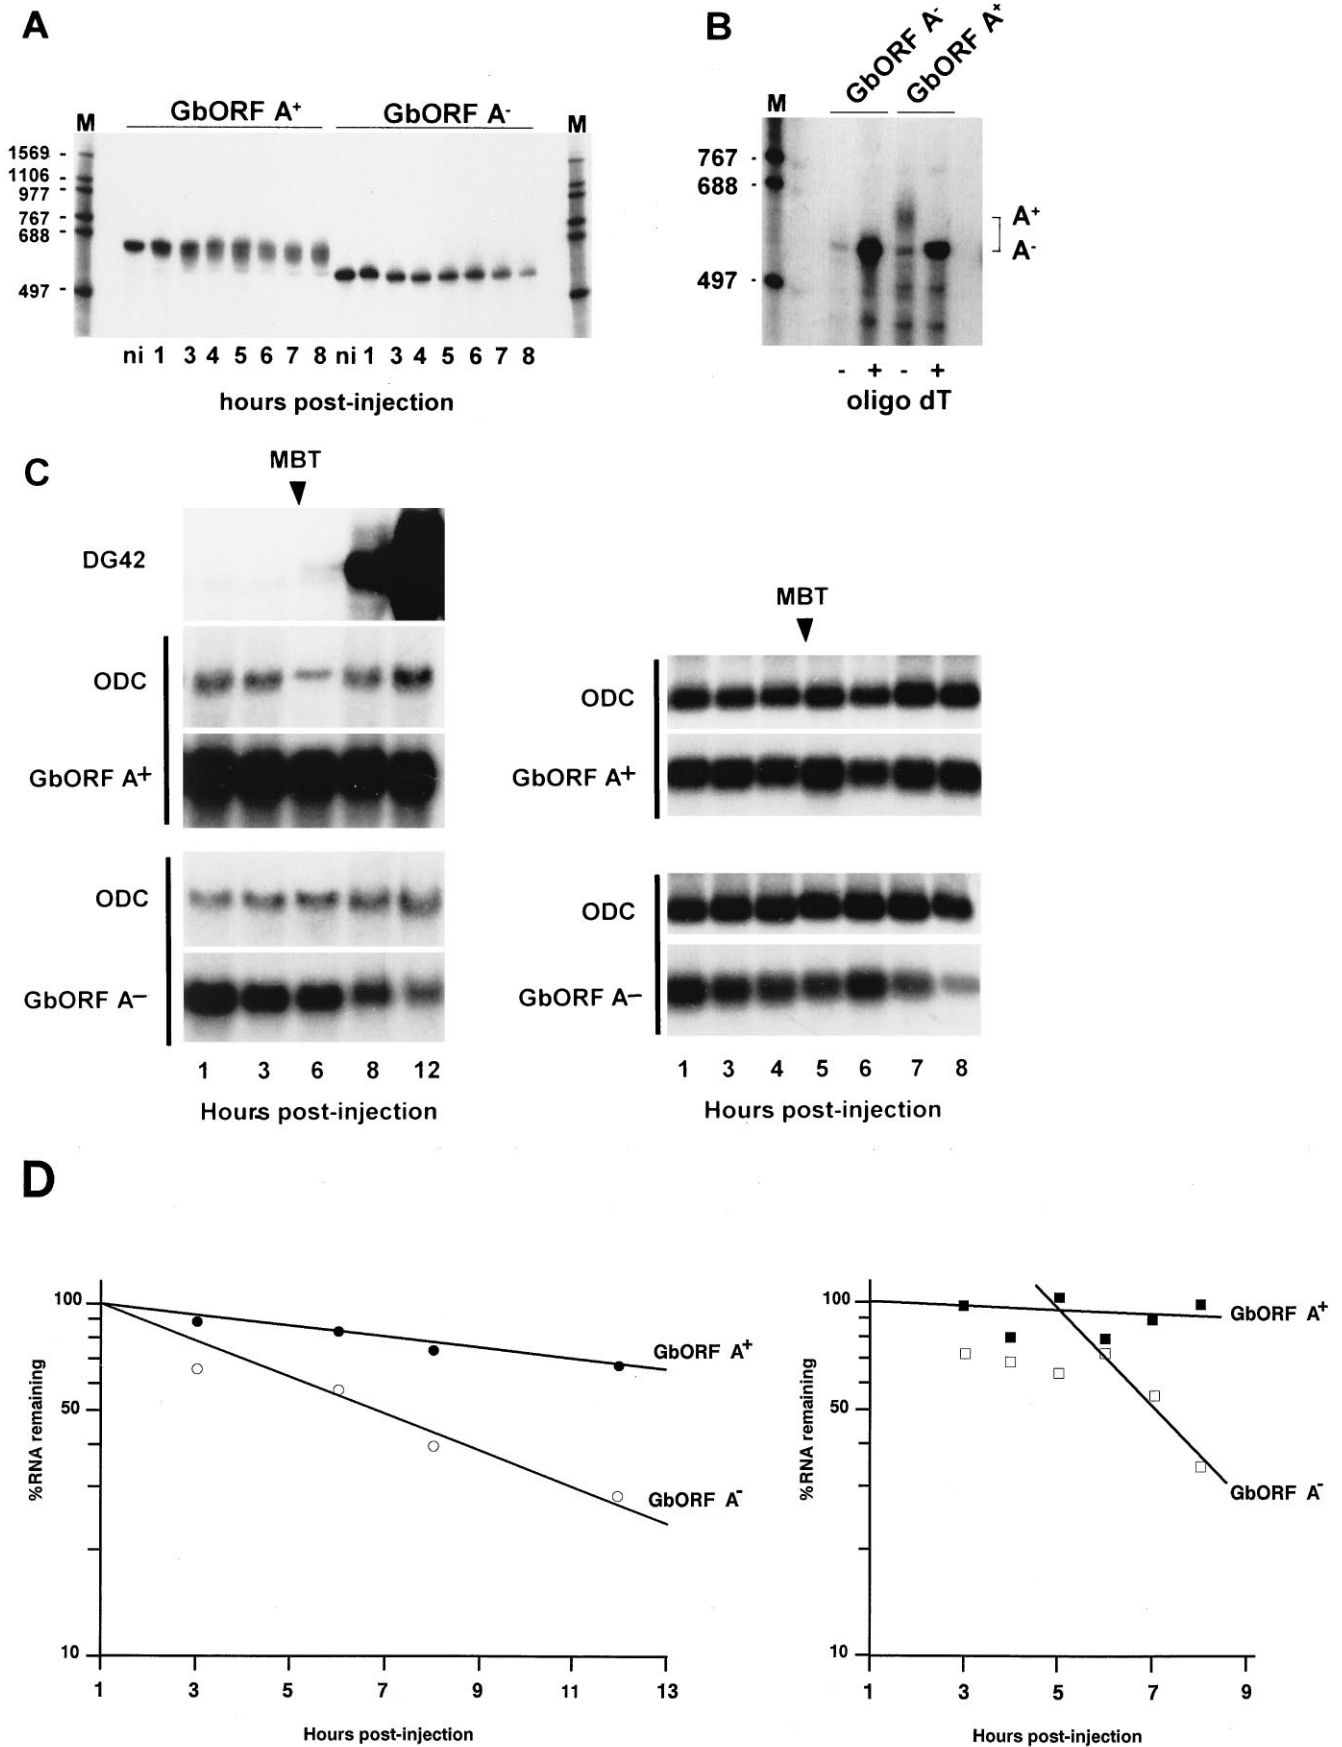 A
GbORF A⁺
GbORF A⁻
M
M
1569 -
1106 -
977 -
767 -
688 -
497 -
ni 1 3 4 5 6 7 8 ni 1 3 4 5 6 7 8
hours post-injection
B
GbORF A⁻
GbORF A⁺
M
767 -
688 -
497 -
A⁺
A⁻
- + - +
oligo dT
C
MBT
DG42
ODC
GbORF A+
ODC
GbORF A–
1 3 6 8 12
Hours post-injection
MBT
ODC
GbORF A+
ODC
GbORF A–
1 3 4 5 6 7 8
Hours post-injection
D
100
50
10
%RNA remaining
GbORF A⁺
GbORF A⁻
1 3 5 7 9 11 13
Hours post-injection
100
50
10
%RNA remaining
GbORF A⁺
GbORF A⁻
1 3 5 7 9
Hours post-injection